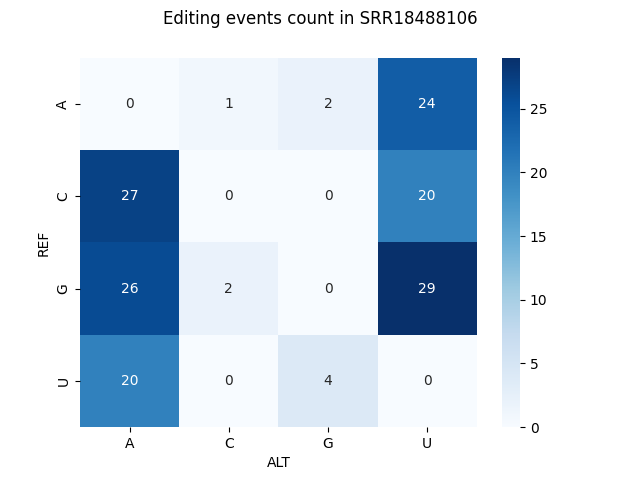 Editing events count in SRR18488106
A 0 1 2 24
C 27 0 0 20
G 26 2 0 29
U 20 0 4 0
A C G U
REF
ALT
25
20
15
10
5
0